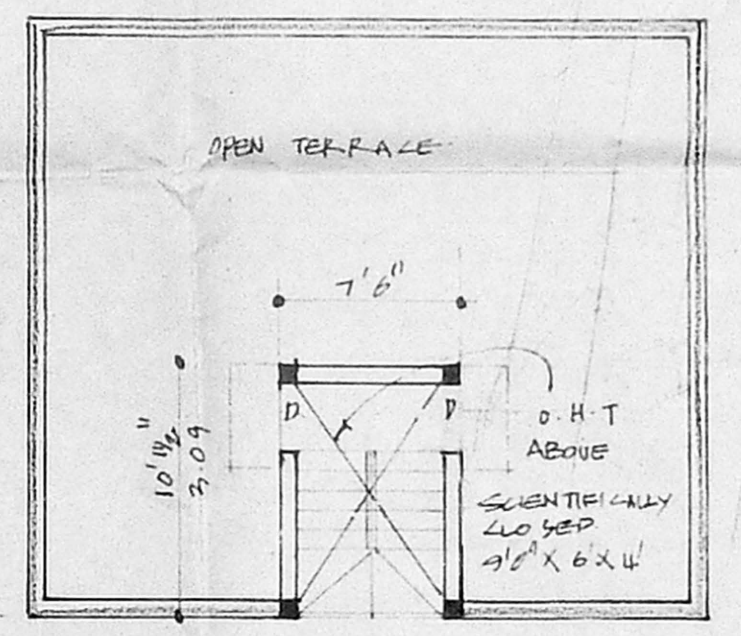 OPEN TERRACE
7'6"
D D
O.H.T
ABOVE
10' 1½"
3.09
SCIENTIFICALLY
CLOSED
9'0" X 6' X 4'